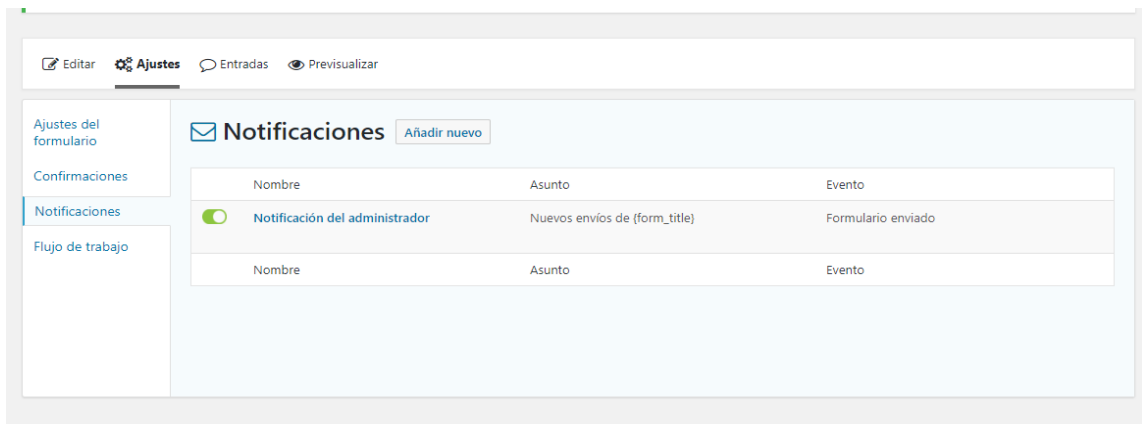 Editar Ajustes Entradas Previsualizar
Ajustes del
formulario
Confirmaciones
Notificaciones
Flujo de trabajo
Notificaciones Añadir nuevo
Nombre Asunto Evento
Notificación del administrador Nuevos envíos de {form_title} Formulario enviado
Nombre Asunto Evento